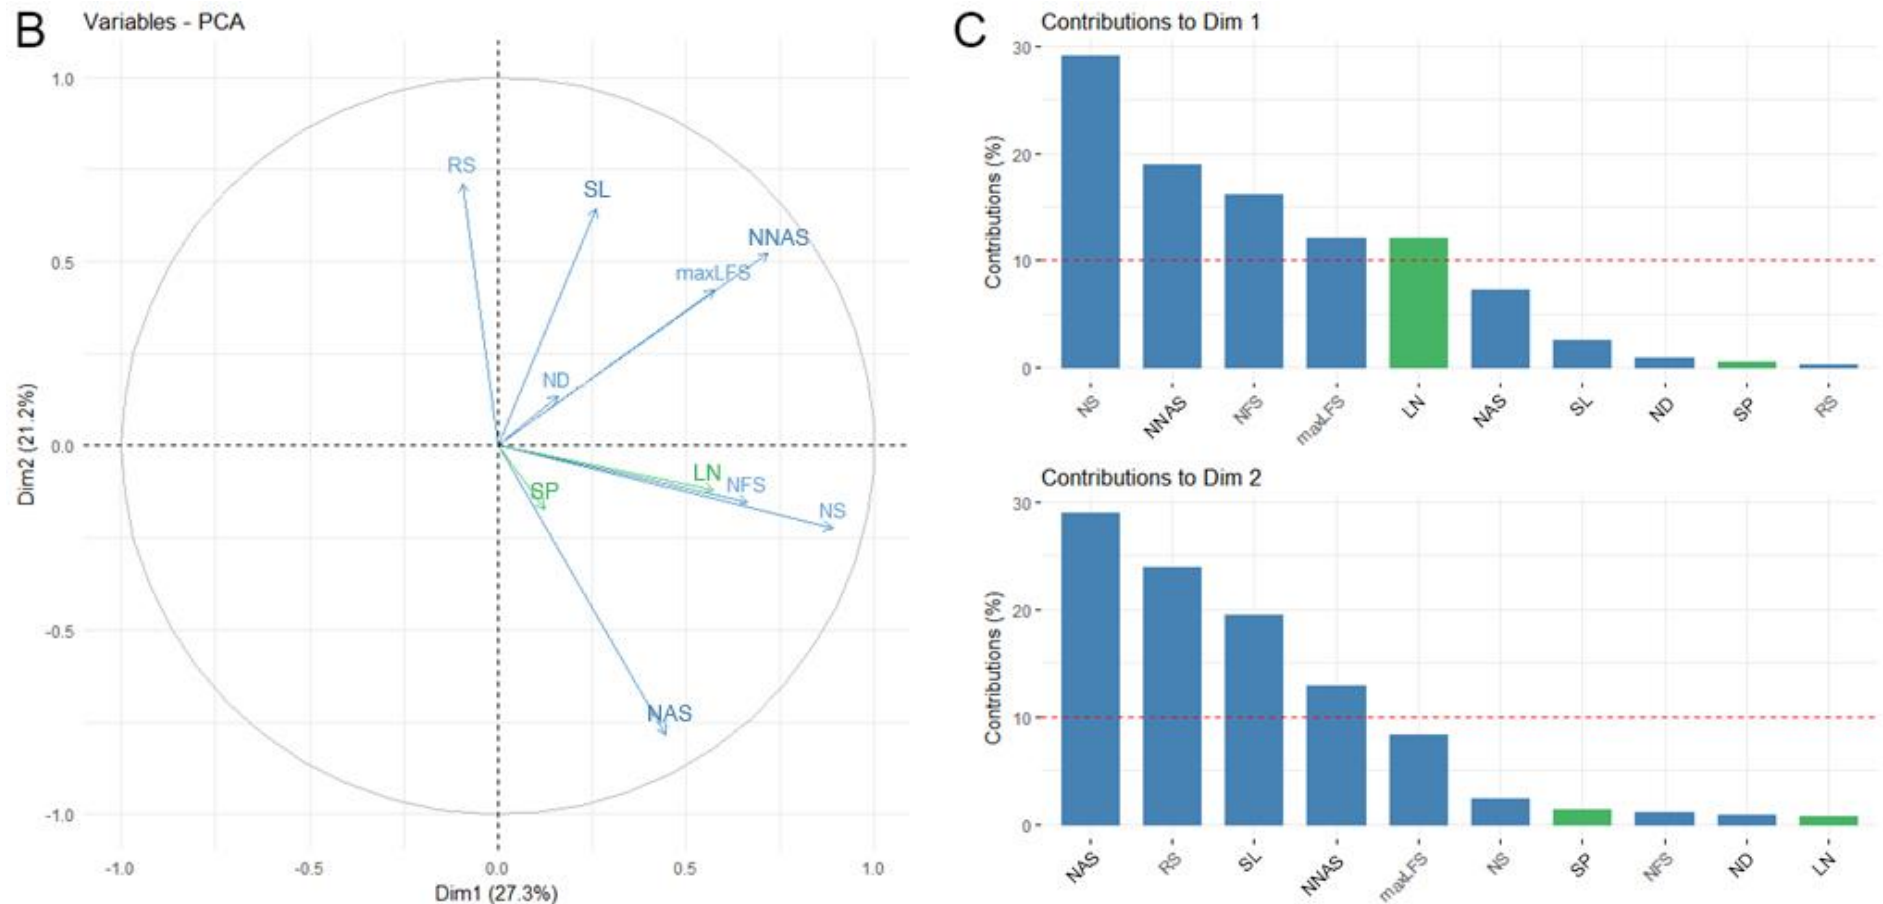 B
Variables - PCA
1.0
0.5
0.0
-0.5
-1.0
Dim2 (21.2%)
RS
SL
NNAS
maxLFS
ND
LN
SP
NFS
NS
NAS
-1.0 -0.5 0.0 0.5 1.0
Dim1 (27.3%)
C
Contributions to Dim 1
30
20
10
0
Contributions (%)
NS NNAS NFS maxLFS LN NAS SL ND SP RS
Contributions to Dim 2
30
20
10
0
Contributions (%)
NAS RS SL NNAS maxLFS NS SP NFS ND LN